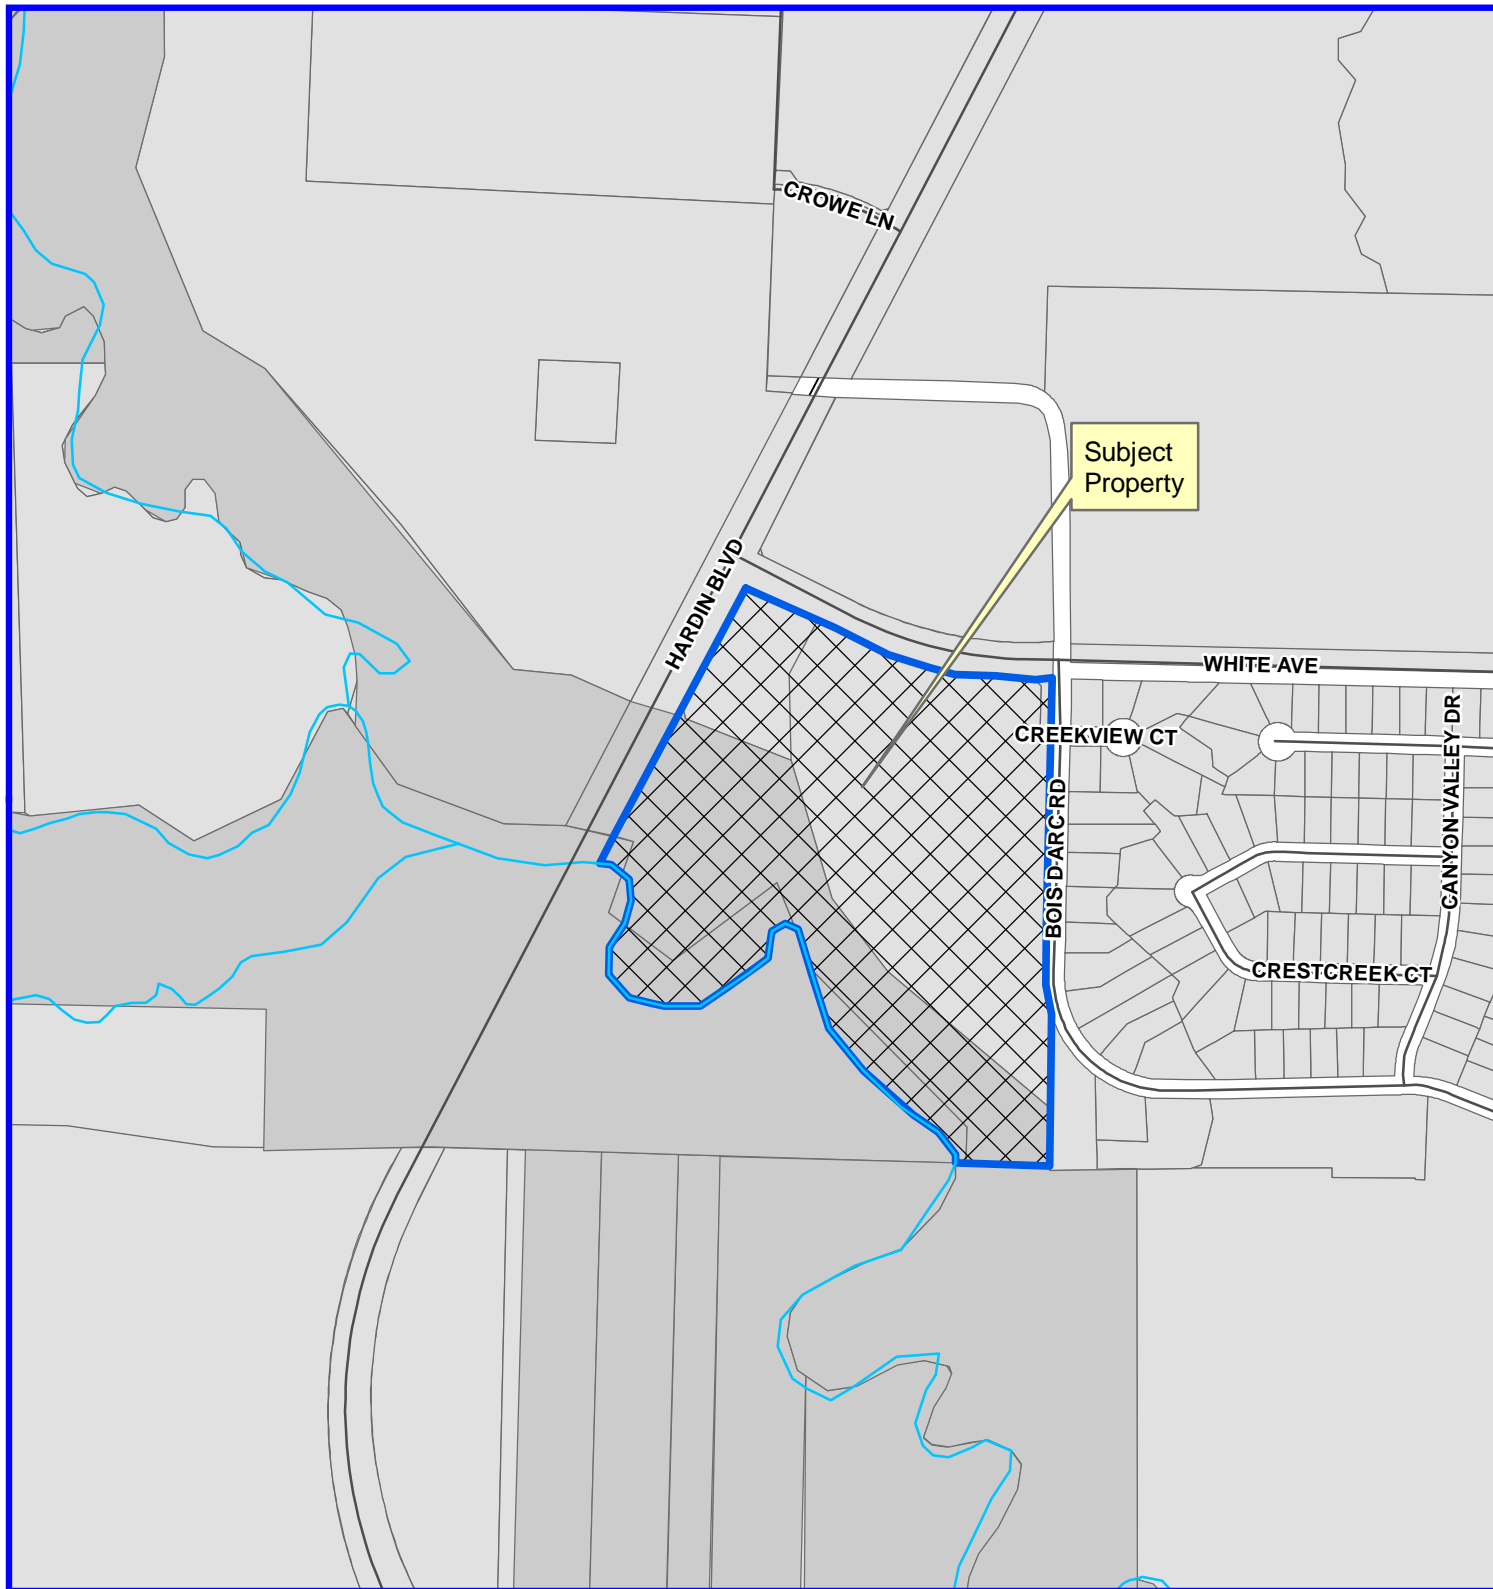 CROWE LN
Subject
Property
HARDIN BLVD
WHITE AVE
CREEKVIEW CT
CANYON VALLEY DR
BOIS D ARC RD
CRESTCREEK CT